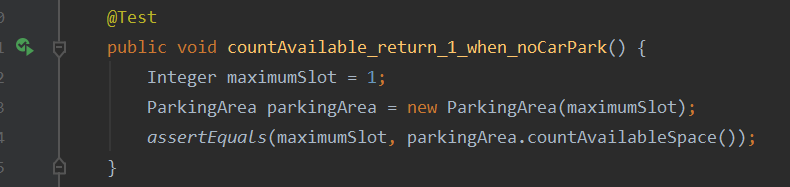 @Test
public void countAvailable_return_1_when_noCarPark() {
Integer maximumSlot = 1;
ParkingArea parkingArea = new ParkingArea(maximumSlot);
assertEquals(maximumSlot, parkingArea.countAvailableSpace());
}